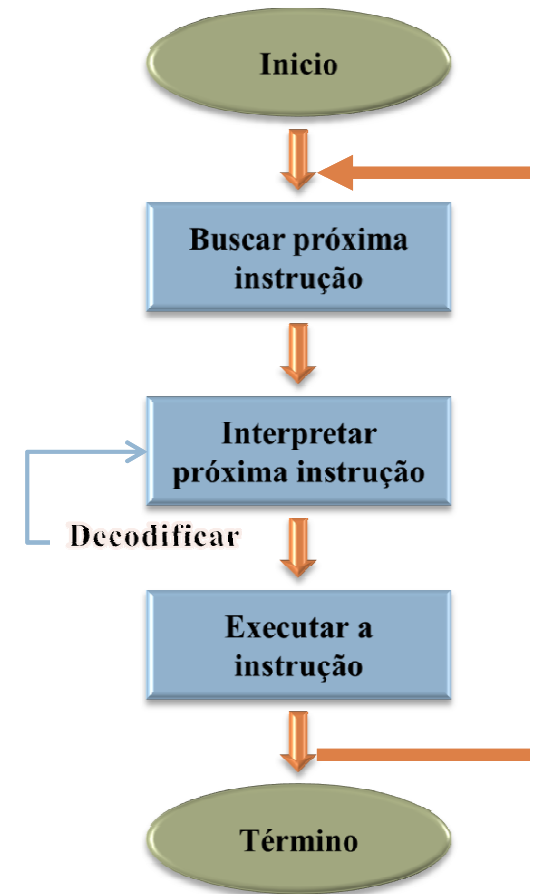 Inicio
Buscar próxima
instrução
Interpretar
próxima instrução
Decodificar
Executar a
instrução
Término